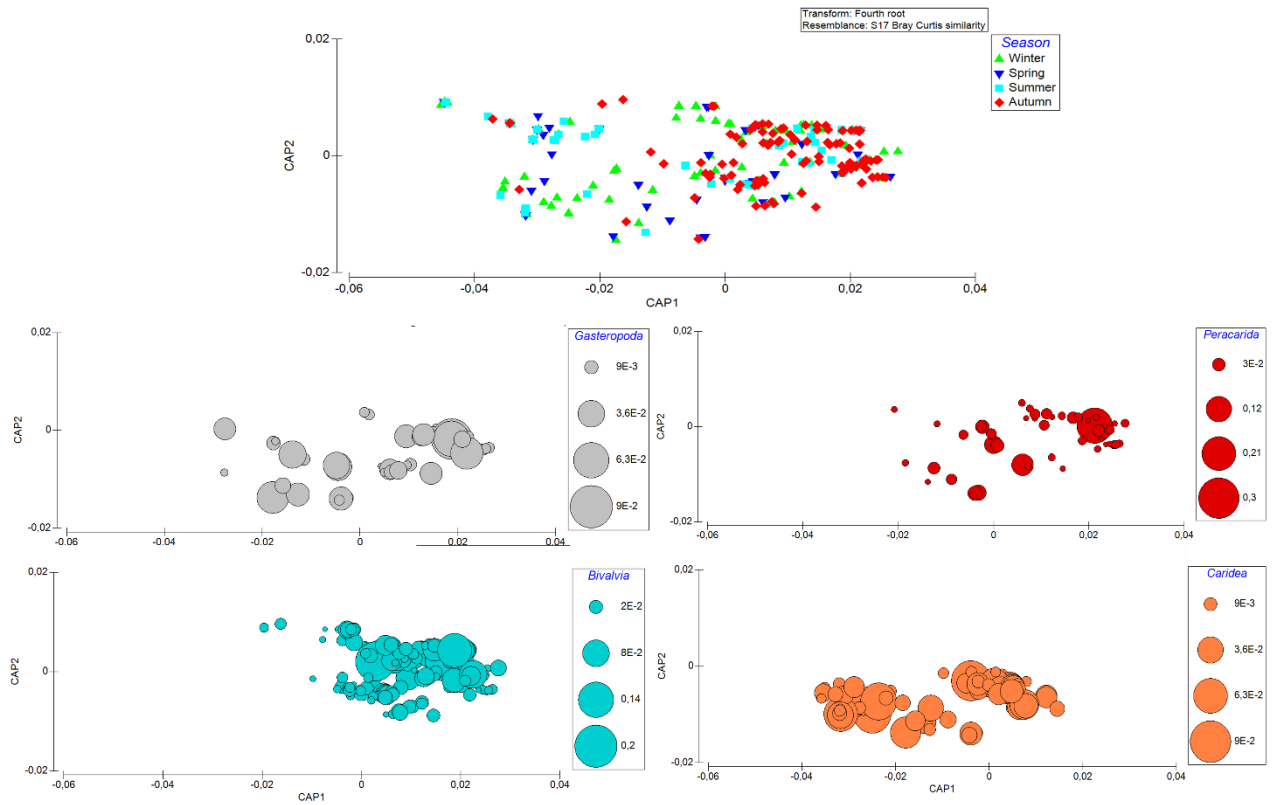 Transform: Fourth root
Resemblance: S17 Bray Curtis similarity
Season
Winter
Spring
Summer
Autumn
0,02
0
-0,02
CAP2
-0,06
-0,04
-0,02
0
0,02
0,04
CAP1
Gasteropoda
9E-3
3,6E-2
6,3E-2
9E-2
0,02
0
-0,02
CAP2
-0,06
-0,04
-0,02
0
0,02
0,04
Peracarida
3E-2
0,12
0,21
0,3
0,02
0
-0,02
CAP2
-0,06
-0,04
-0,02
0
0,02
0,04
Bivalvia
2E-2
8E-2
0,14
0,2
0,02
0
-0,02
CAP2
-0,06
-0,04
-0,02
0
0,02
0,04
CAP1
Caridea
9E-3
3,6E-2
6,3E-2
9E-2
0,02
0
-0,02
CAP2
-0,06
-0,04
-0,02
0
0,02
0,04
CAP1